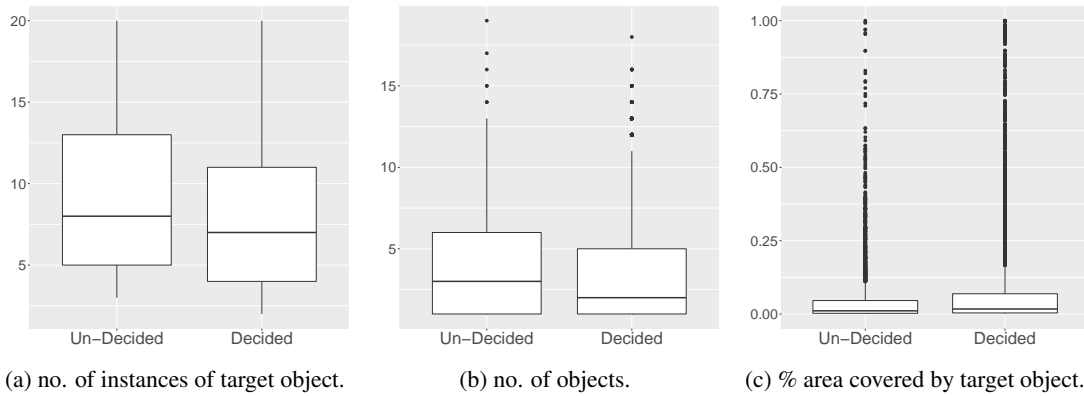 20
15
10
5
Un−Decided Decided
(a) no. of instances of target object.
15
10
5
Un−Decided Decided
(b) no. of objects.
1.00
0.75
0.50
0.25
0.00
Un−Decided Decided
(c) % area covered by target object.